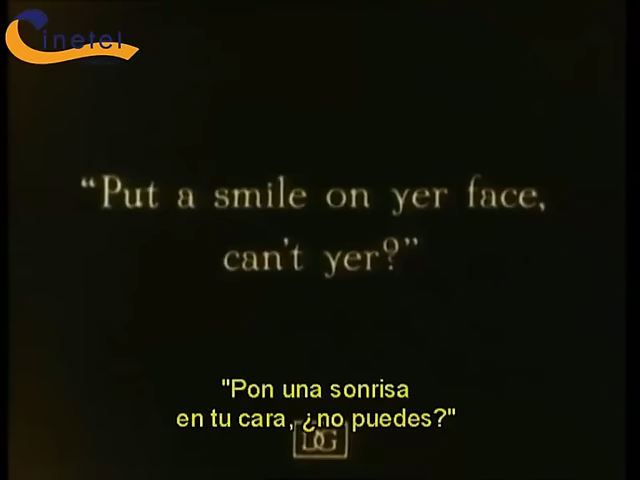 Cinetel
“Put a smile on yer face,
can't yer?”
"Pon una sonrisa
en tu cara, ¿no puedes?"
DG